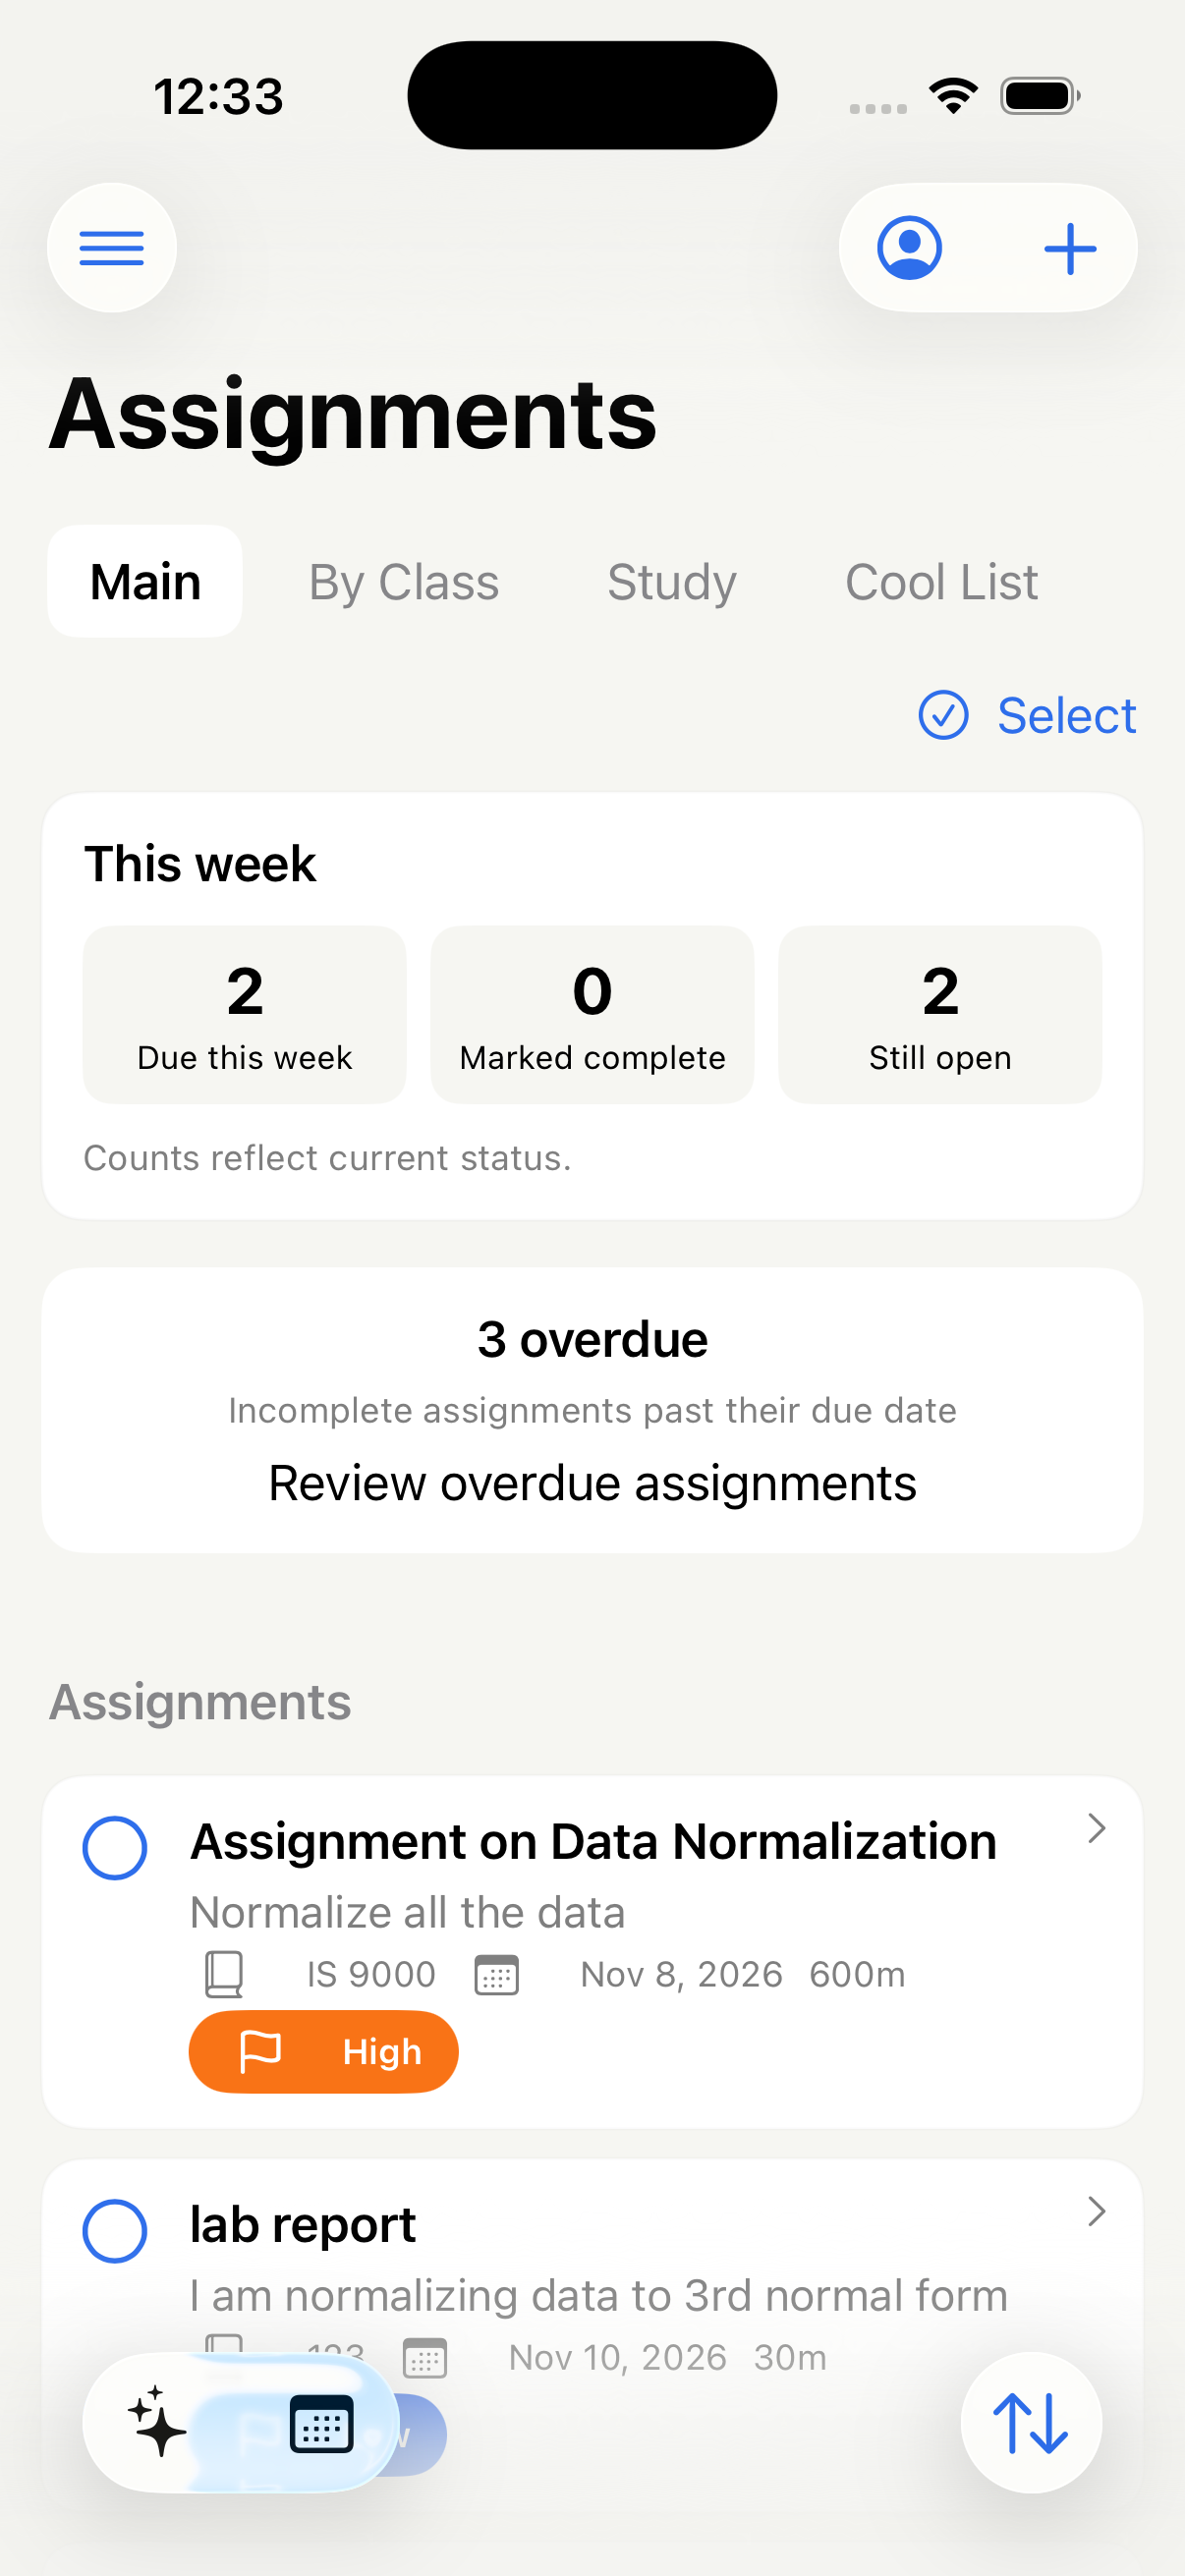 12:33
Assignments
Main By Class Study Cool List
Select
This week
2 0 2
Due this week Marked complete Still open
Counts reflect current status.
3 overdue
Incomplete assignments past their due date
Review overdue assignments
Assignments
Assignment on Data Normalization
Normalize all the data
IS 9000 Nov 8, 2026 600m
High
lab report
I am normalizing data to 3rd normal form
123 Nov 10, 2026 30m